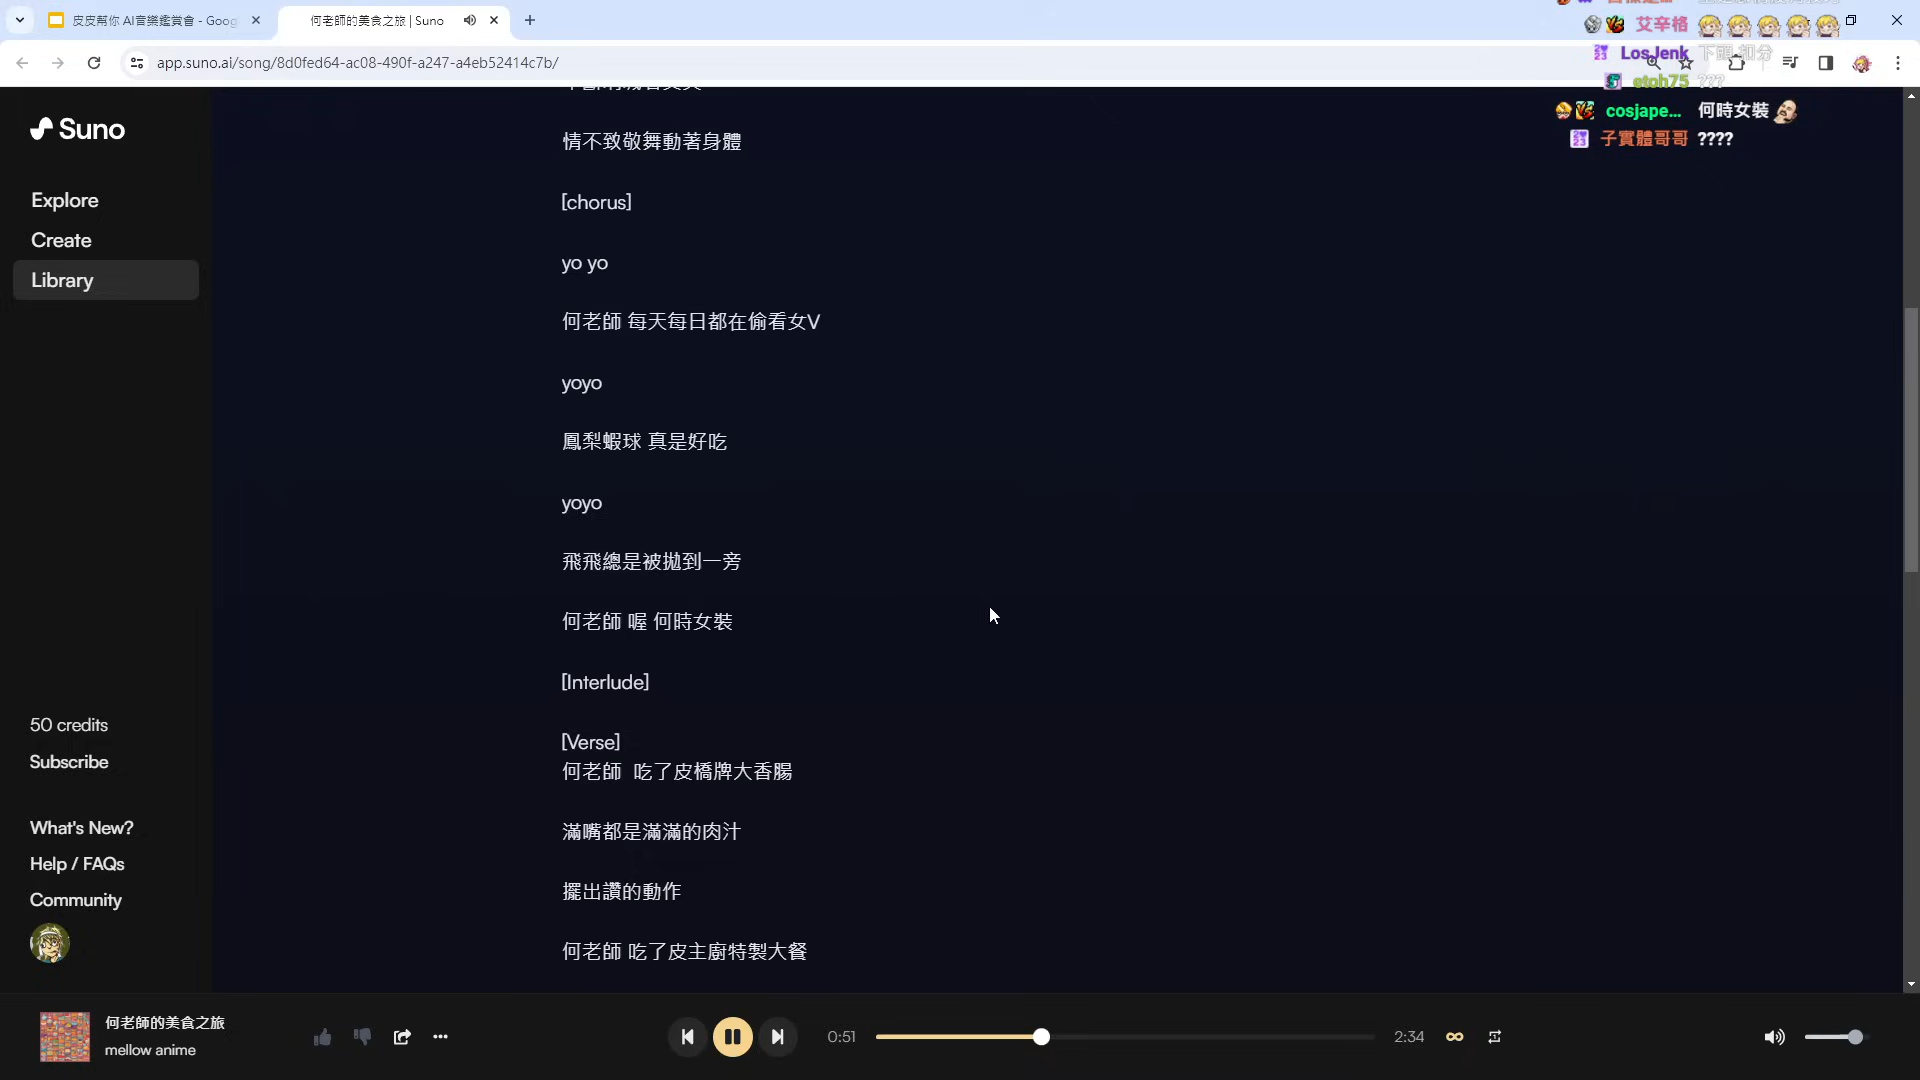 皮皮幫你 AI音樂鑑賞會 - Goog
何老師的美食之旅 | Suno
app.suno.ai/song/8d0fed64-ac08-490f-a247-a4eb52414c7b/
艾辛格
LosJenk 下頭 扣分
etoh75 ???
cosjape... 何時女裝
子實體哥哥 ????
Suno
Explore
Create
Library
50 credits
Subscribe
What's New?
Help / FAQs
Community
情不致敬舞動著身體
[chorus]
yo yo
何老師 每天每日都在偷看女V
yoyo
鳳梨蝦球 真是好吃
yoyo
飛飛總是被拋到一旁
何老師 喔 何時女裝
[Interlude]
[Verse]
何老師 吃了皮橋牌大香腸
滿嘴都是滿滿的肉汁
擺出讚的動作
何老師 吃了皮主廚特製大餐
何老師的美食之旅
mellow anime
0:51
2:34